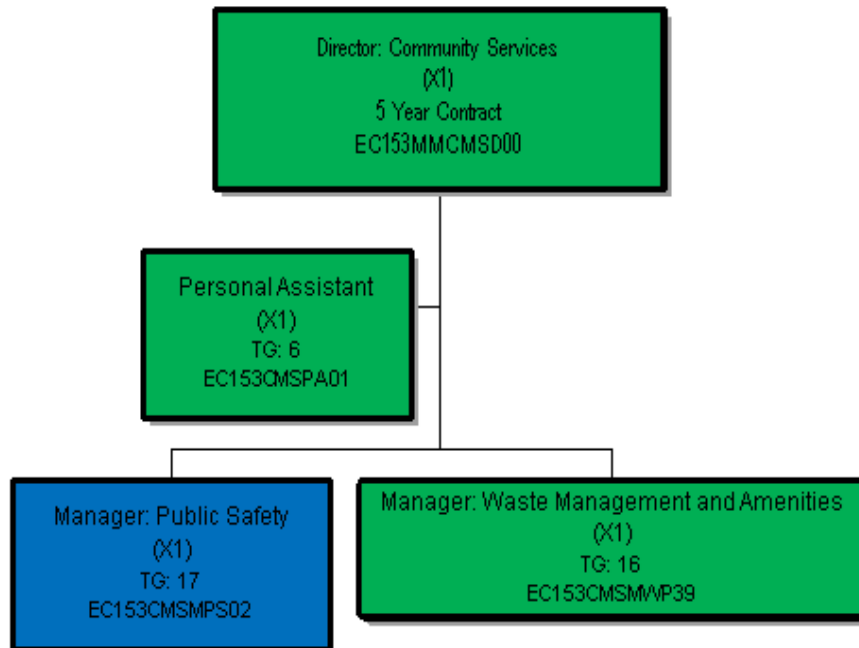 Director: Community Services
(X1)
5 Year Contract
EC153MMCMSD00
Personal Assistant
(X1)
TG: 6
EC153CMSPA01
Manager: Public Safety
(X1)
TG: 17
EC153CMSMPS02
Manager: Waste Management and Amenities
(X1)
TG: 16
EC153CMSMWP39